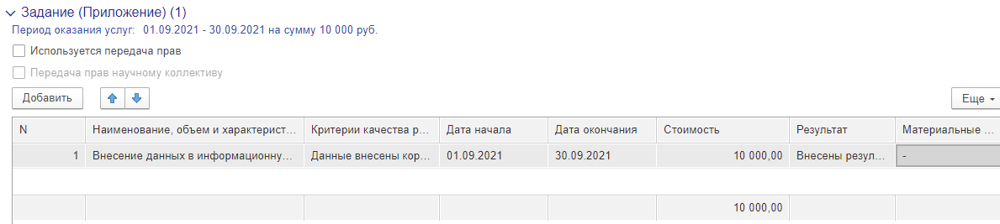 Задание (Приложение) (1)
Период оказания услуг: 01.09.2021 - 30.09.2021 на сумму 10 000 руб.
Используется передача прав
Передача прав научному коллективу
Добавить Еще
N Наименование, объем и характерист... Критерии качества р... Дата начала Дата окончания Стоимость Результат Материальные ...
1 Внесение данных в информационну... Данные внесены кор... 01.09.2021 30.09.2021 10 000,00 Внесены резул... -
10 000,00